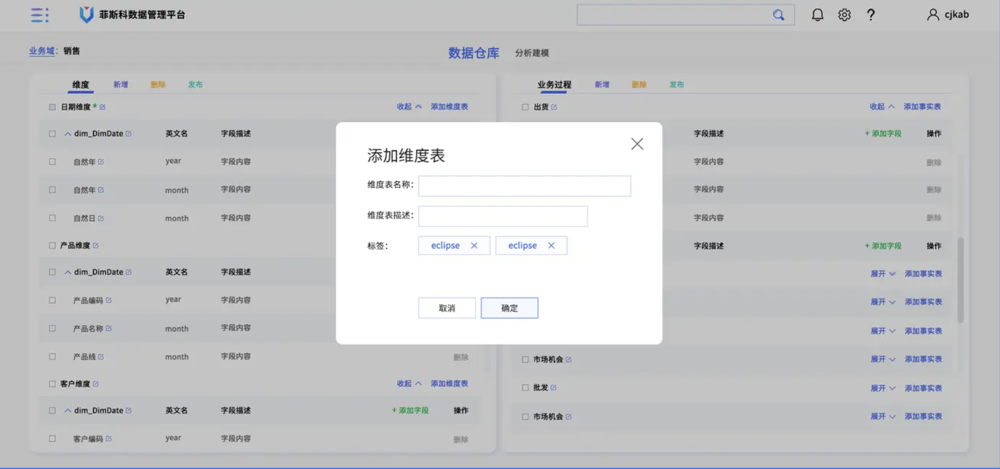 菲斯科数据管理平台
cjkab
业务域：销售
数据仓库 分析建模
维度 新增 删除 发布
日期维度* 收起 添加维度表
dim_DimDate 英文名 字段描述
自然年 year 字段内容
自然年 month 字段内容
自然日 month 字段内容
产品维度
dim_DimDate 英文名 字段描述
产品编码 year 字段内容
产品名称 month 字段内容
产品线 month 字段内容 删除
客户维度 收起 添加维度表
dim_DimDate 英文名 字段描述 + 添加字段 操作
客户编码 year 字段内容 删除
业务过程 新增 删除 发布
出货 收起 添加事实表
字段描述 + 添加字段 操作
字段内容 删除
字段内容 删除
字段内容 删除
字段描述 + 添加字段 操作
展开 添加事实表
展开 添加事实表
展开 添加事实表
市场机会 展开 添加事实表
批发 展开 添加事实表
市场机会 展开 添加事实表
添加维度表
维度表名称：
维度表描述：
标签： eclipse eclipse
取消 确定